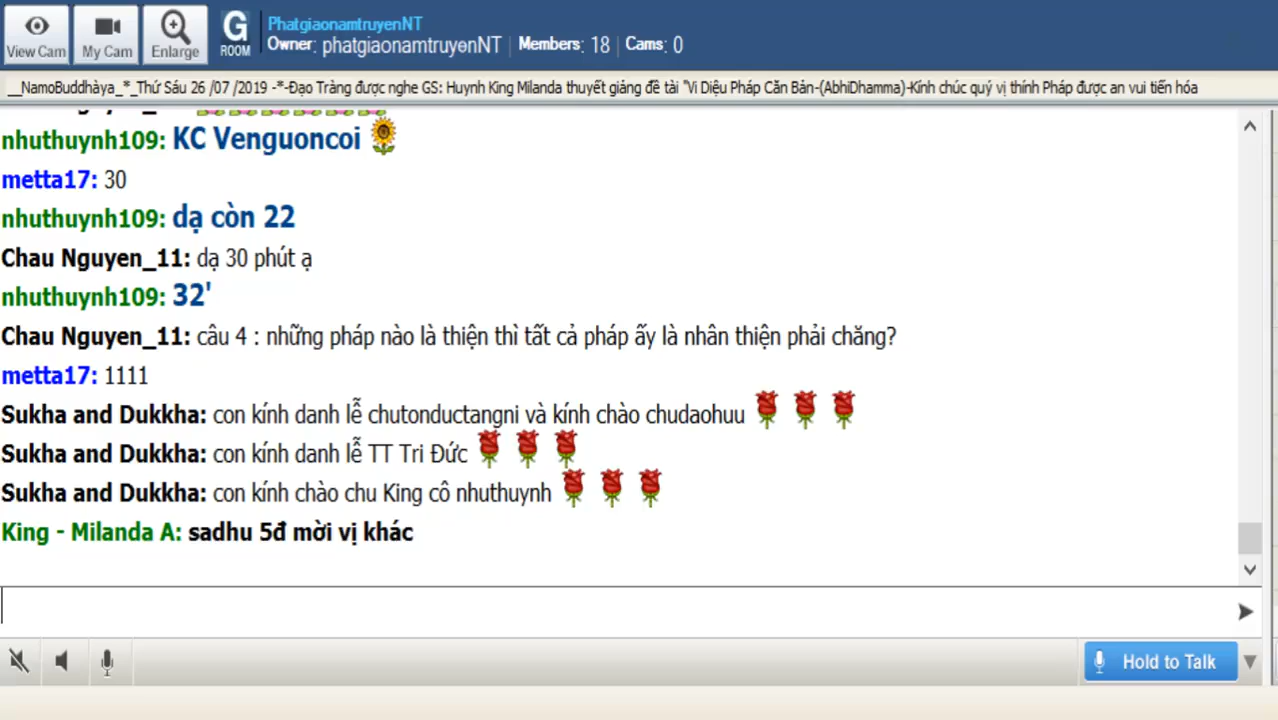 PhatgiaonamtruyenNT
Owner: phatgiaonamtruyenNT | Members: 18 | Cams: 0
View Cam
My Cam
Enlarge
G
ROOM
__NamoBuddhàya_*_Thứ Sáu 26 /07 /2019 -*-Đạo Tràng được nghe GS: Huynh King Milanda thuyết giảng đề tài "Vi Diệu Pháp Căn Bản-(AbhiDhamma)-Kính chúc quý vị thính Pháp được an vui tiến hóa
nhuthuynh109: KC Venguoncoi
metta17: 30
nhuthuynh109: dạ còn 22
Chau Nguyen_11: dạ 30 phút ạ
nhuthuynh109: 32'
Chau Nguyen_11: câu 4 : những pháp nào là thiện thì tất cả pháp ấy là nhân thiện phải chăng?
metta17: 1111
Sukha and Dukkha: con kính danh lễ chutonductangni và kính chào chudaohuu
Sukha and Dukkha: con kính danh lễ TT Tri Đức
Sukha and Dukkha: con kính chào chu King cô nhuthuynh
King - Milanda A: sadhu 5đ mời vị khác
Hold to Talk